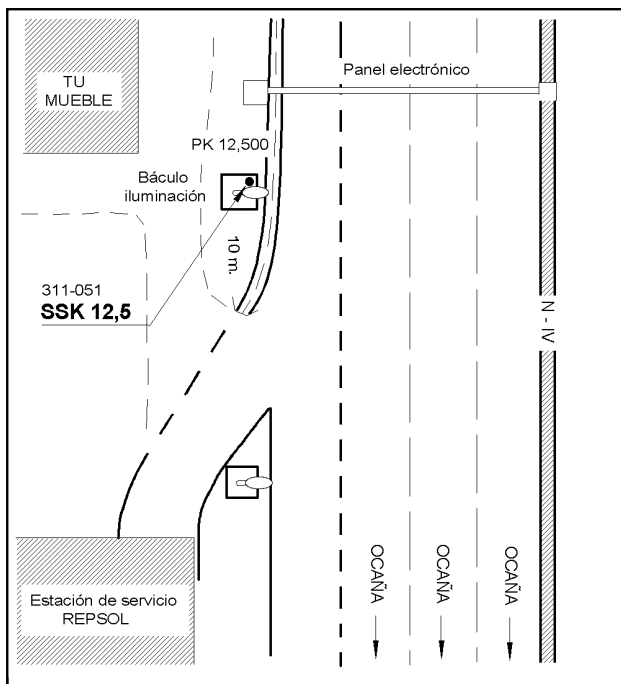 TU
MUEBLE
Panel electrónico
PK 12,500
Báculo
iluminación
10 m.
311-051
SSK 12,5
N - IV
Estación de servicio
REPSOL
OCAÑA
OCAÑA
OCAÑA